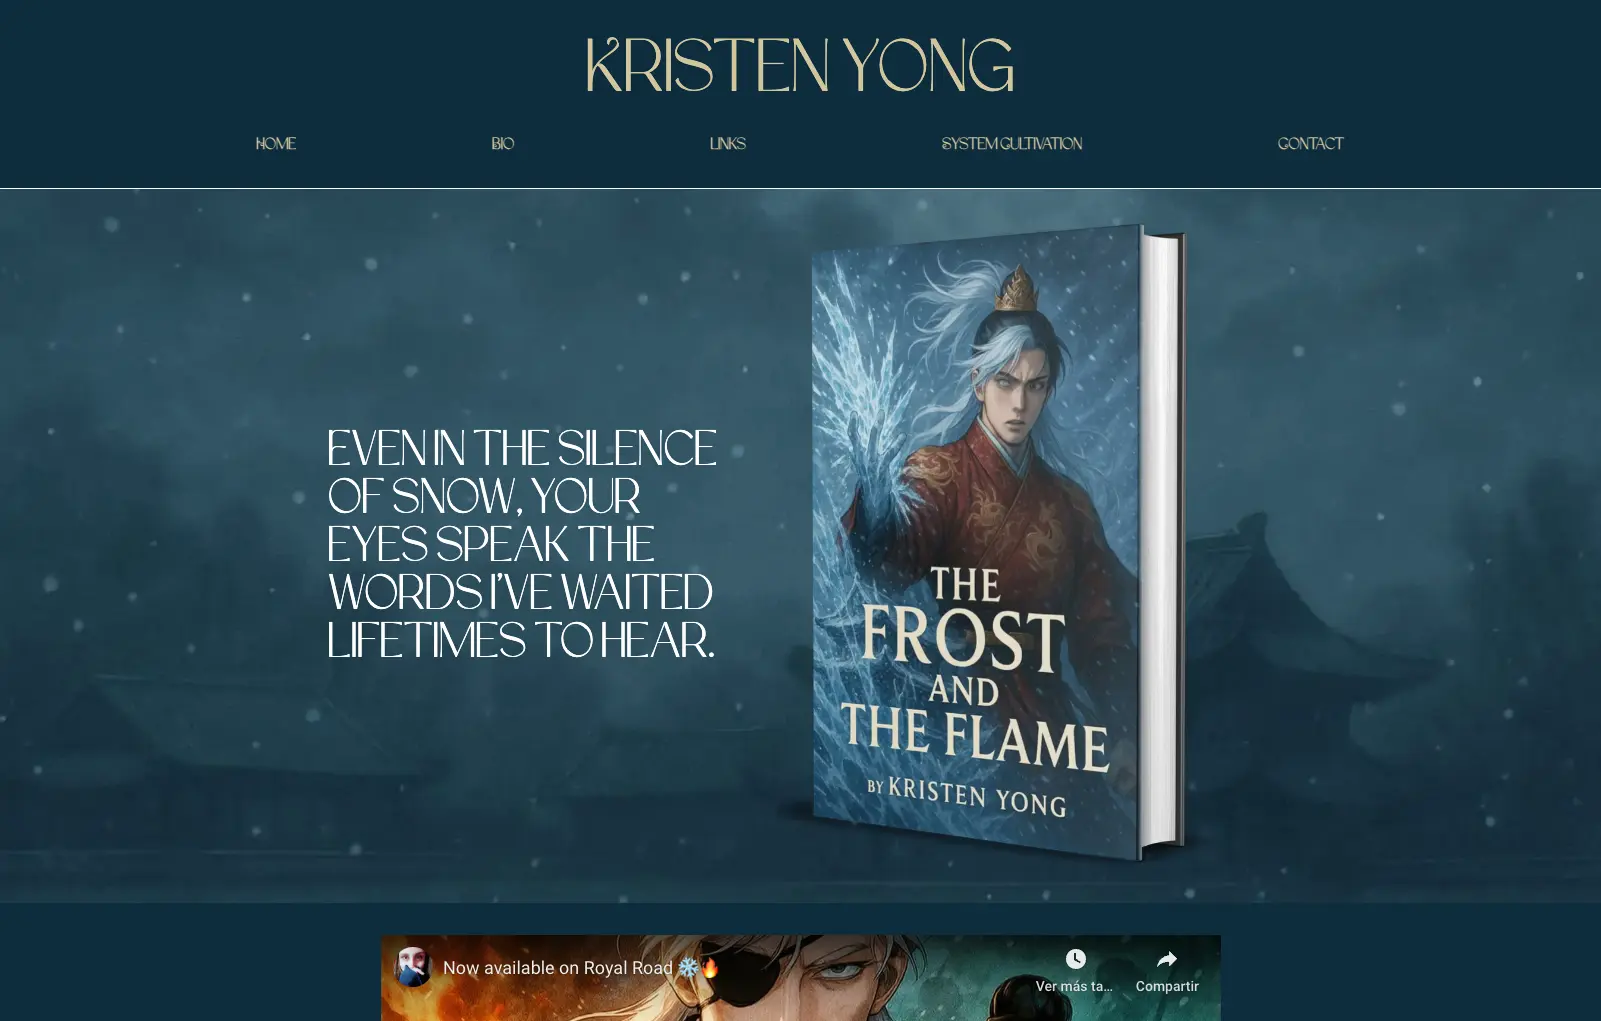 KRISTEN YONG
HOME
BIO
LINKS
SYSTEM CULTIVATION
CONTACT
EVEN IN THE SILENCE
OF SNOW, YOUR
EYES SPEAK THE
WORDS I'VE WAITED
LIFETIMES TO HEAR.
THE
FROST
AND
THE FLAME
BY KRISTEN YONG
Now available on Royal Road ❄️🔥
Ver más ta...
Compartir